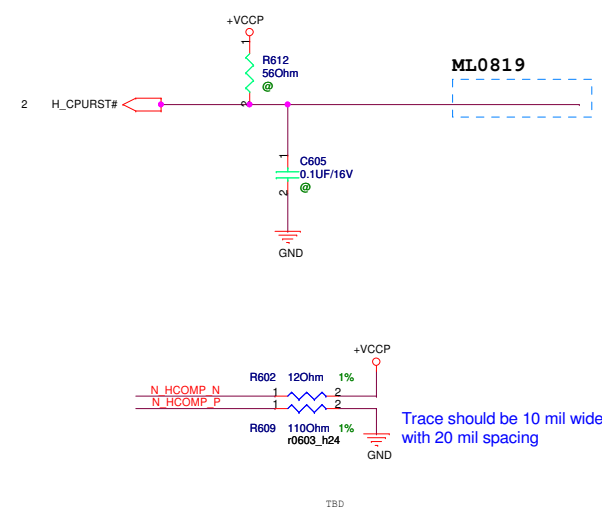 +VCCP
1
R612
56Ohm
@
ML0819
2 H_CPURST#
2
1
C605
0.1UF/16V
@
2
GND
+VCCP
R602 12Ohm 1%
N_HCOMP_N 1 2
N_HCOMP_P 1 2
R609 110Ohm 1%
r0603_h24
Trace should be 10 mil wide
with 20 mil spacing
GND
TBD